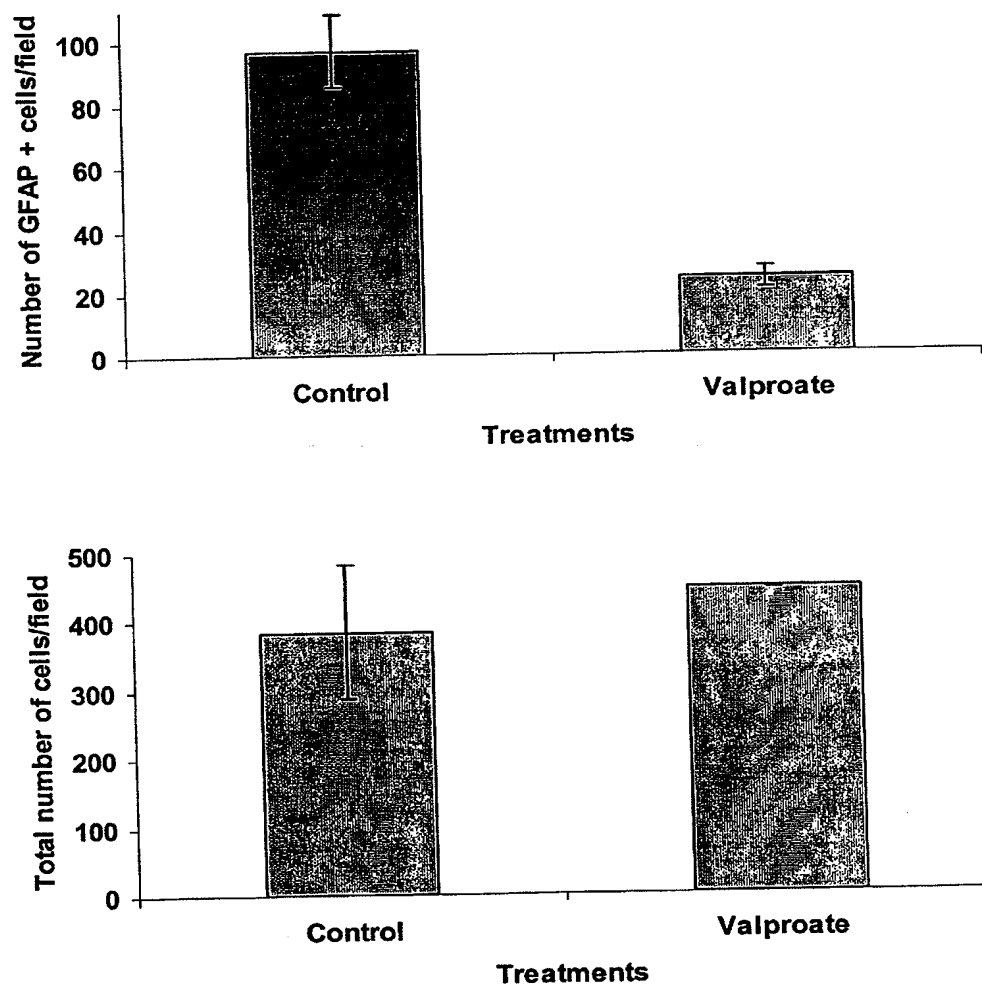 Number of GFAP + cells/field
100
80
60
40
20
0
Control
Valproate
Treatments
Total number of cells/field
500
400
300
200
100
0
Control
Valproate
Treatments